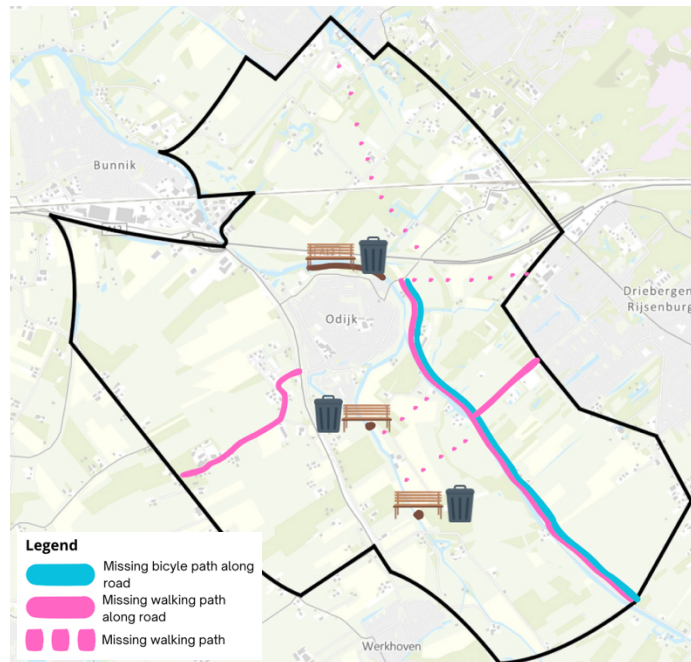 Bunnik
Odijk
Driebergen
Rijsenburg
Legend
Missing bicyle path along
road
Missing walking path
along road
Missing walking path
Werkhoven